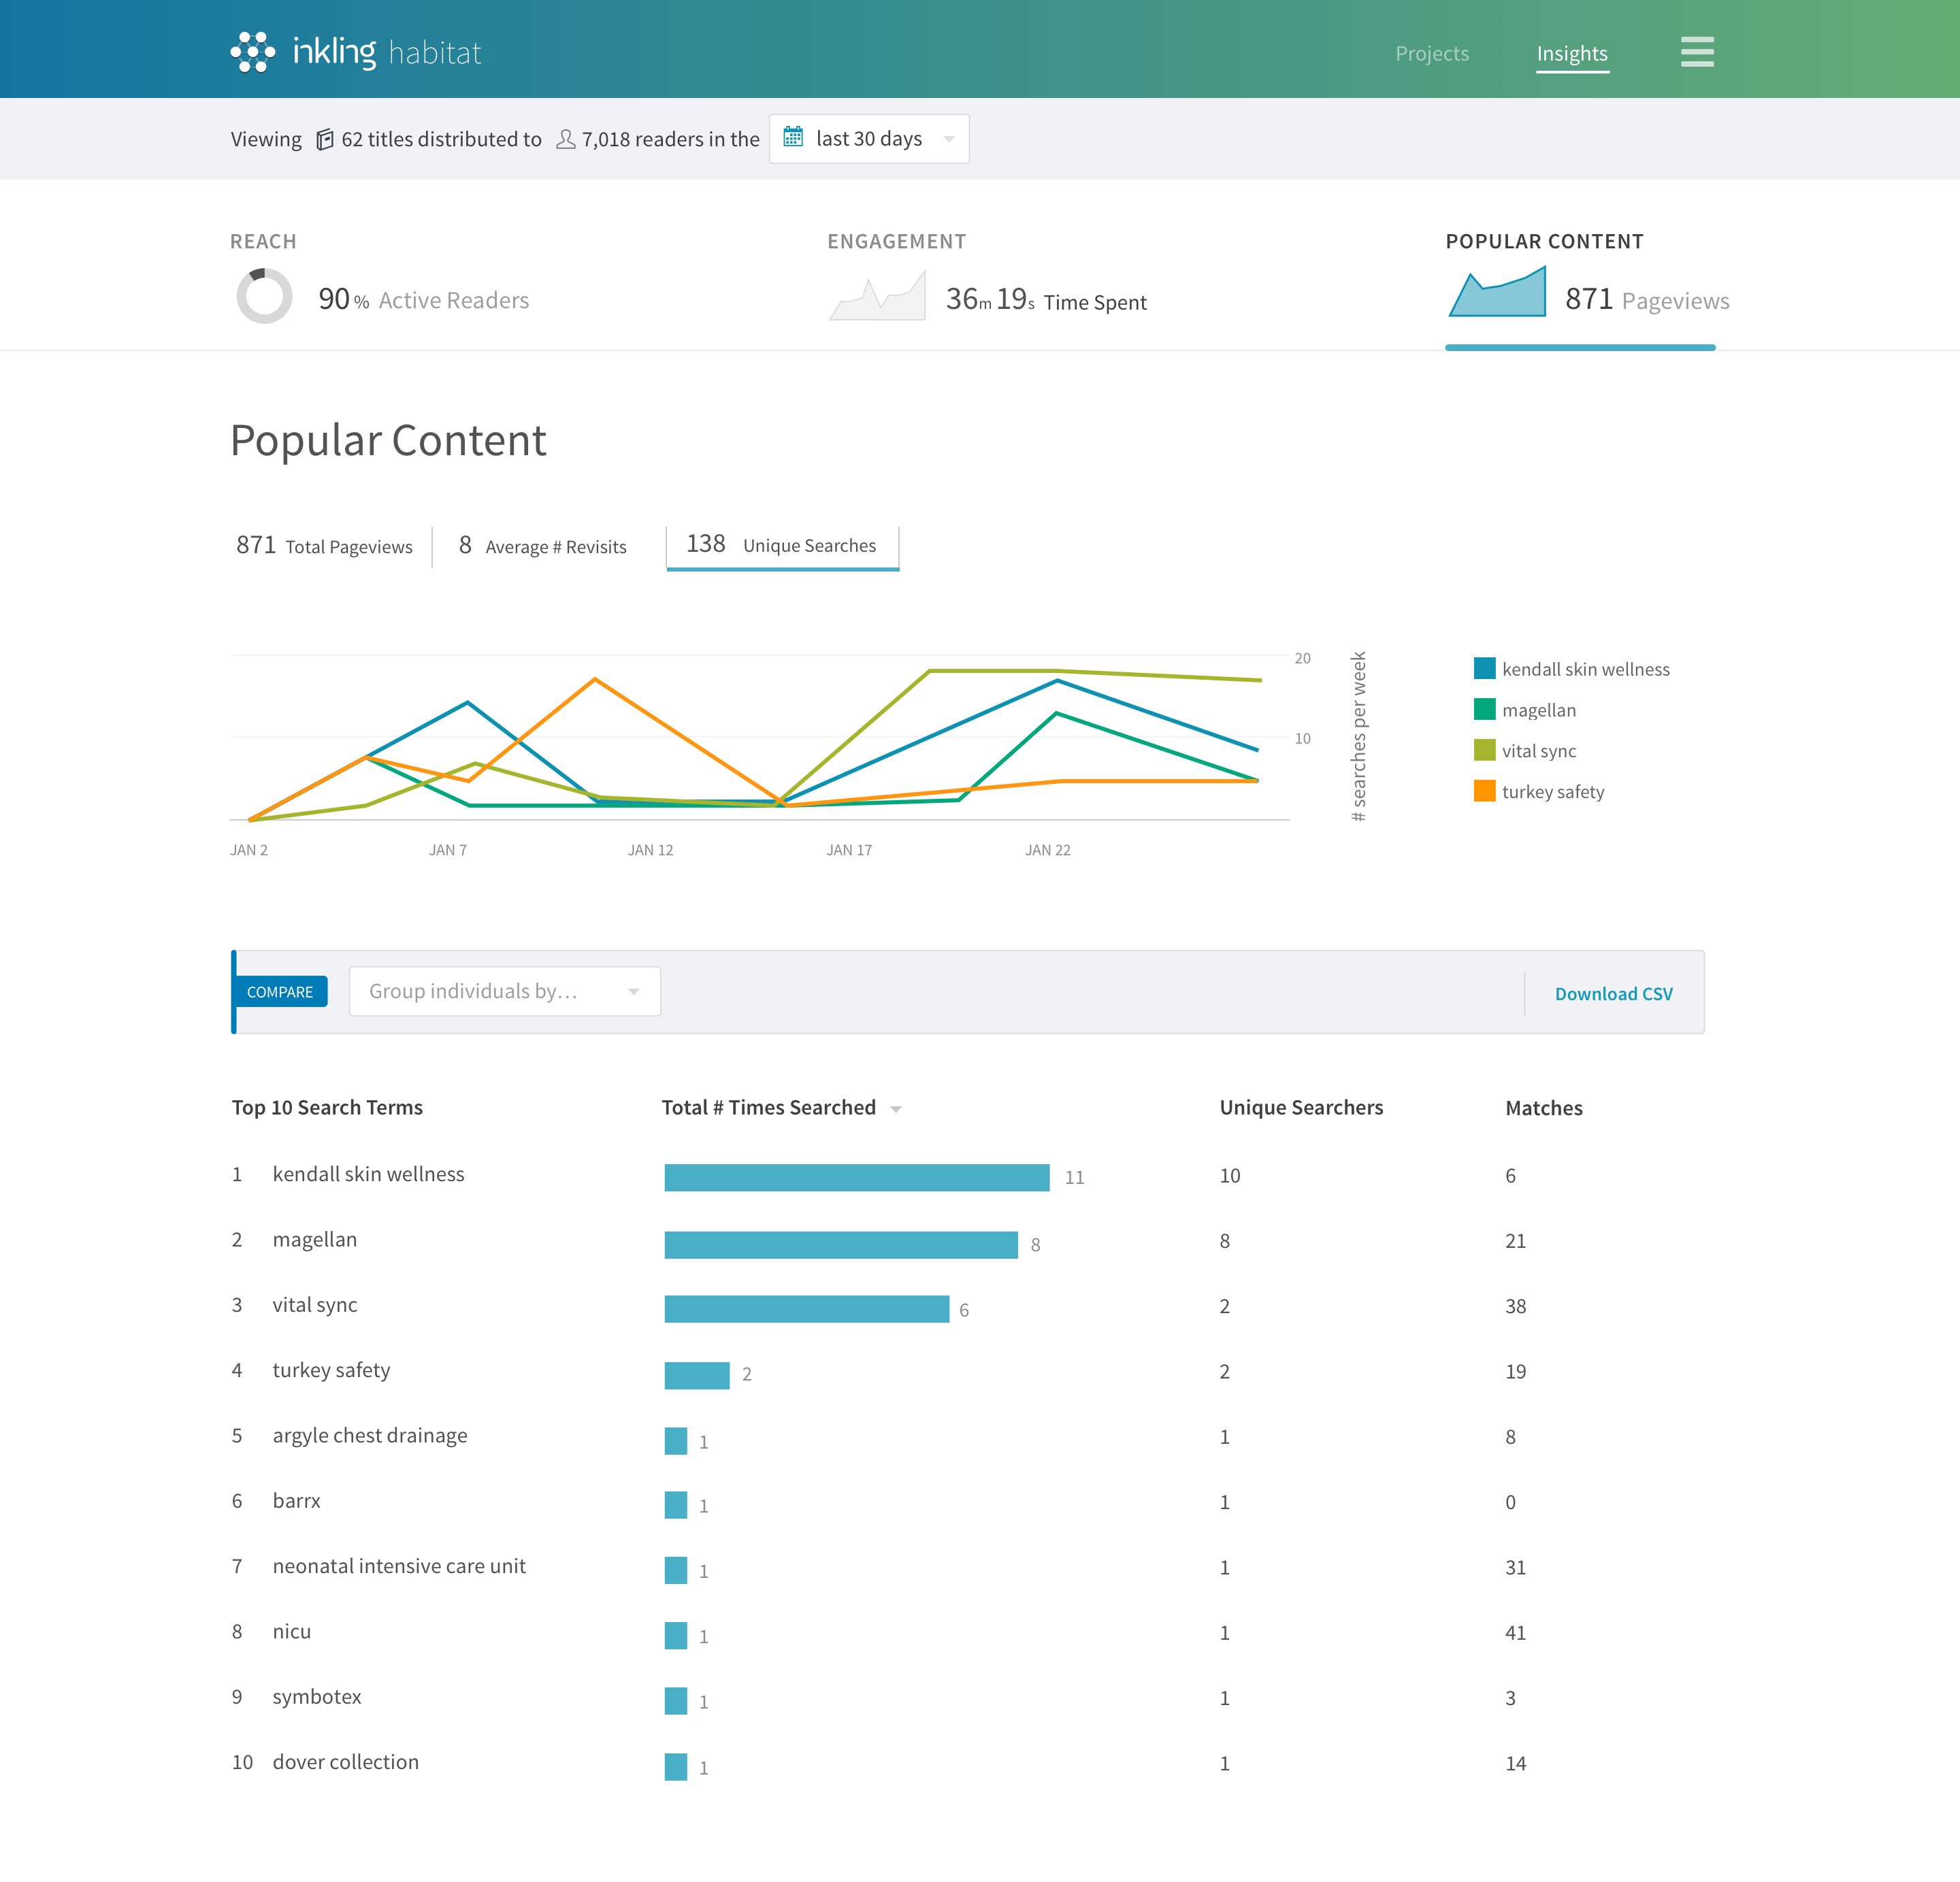 inkling habitat
Projects
Insights
Viewing 62 titles distributed to 7,018 readers in the last 30 days
REACH
90 % Active Readers
ENGAGEMENT
36m 19s Time Spent
POPULAR CONTENT
871 Pageviews
Popular Content
871 Total Pageviews
8 Average # Revisits
138 Unique Searches
20
10
# searches per week
JAN 2
JAN 7
JAN 12
JAN 17
JAN 22
kendall skin wellness
magellan
vital sync
turkey safety
COMPARE
Group individuals by...
Download CSV
Top 10 Search Terms Total # Times Searched Unique Searchers Matches
1 kendall skin wellness 11 10 6
2 magellan 8 8 21
3 vital sync 6 2 38
4 turkey safety 2 2 19
5 argyle chest drainage 1 1 8
6 barrx 1 1 0
7 neonatal intensive care unit 1 1 31
8 nicu 1 1 41
9 symbotex 1 1 3
10 dover collection 1 1 14